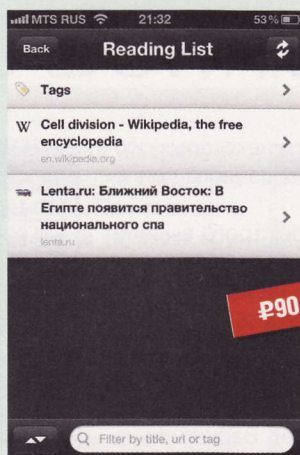 MTS RUS 21:32 53 %
Back Reading List
Tags
W Cell division - Wikipedia, the free
encyclopedia
en.wikipedia.org
Lenta.ru: Ближний Восток: В
Египте появится правительство
национального спа
lenta.ru
₽90
Filter by title, url or tag